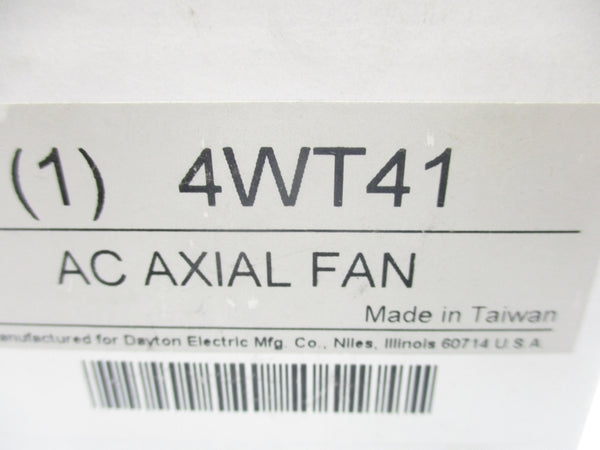 (1) 4WT41
AC AXIAL FAN
Made in Taiwan
anufactured for Dayton Electric Mfg. Co., Niles, Illinois 60714 U.S.A.